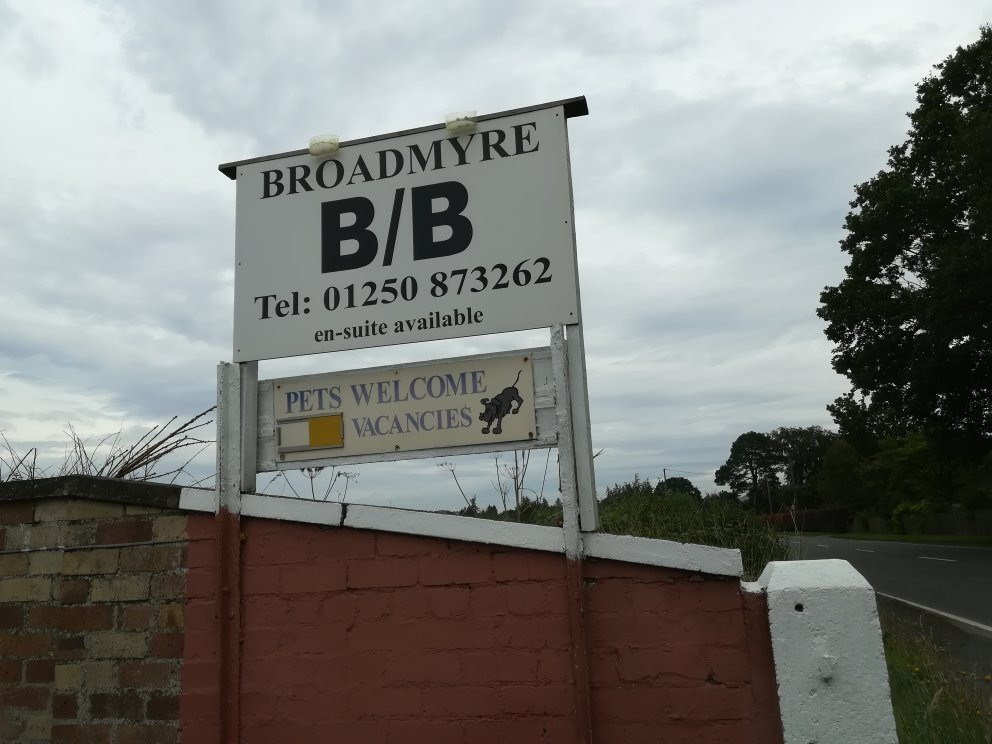 BROADMYRE
B/B
Tel: 01250 873262
en-suite available
PETS WELCOME
VACANCIES